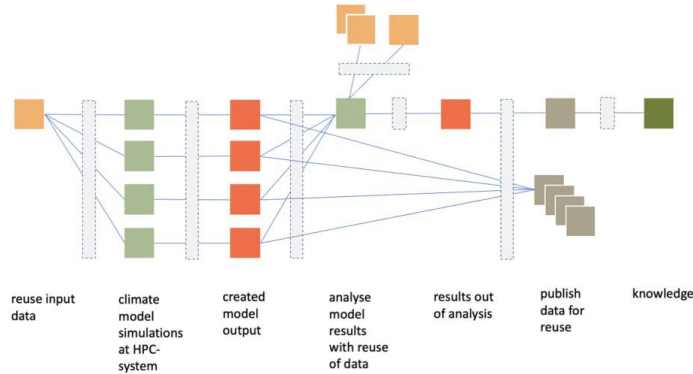 reuse input
data
climate
model
simulations
at HPC-
system
created
model
output
analyse
model
results
with reuse
of data
results out
of analysis
publish
data for
reuse
knowledge